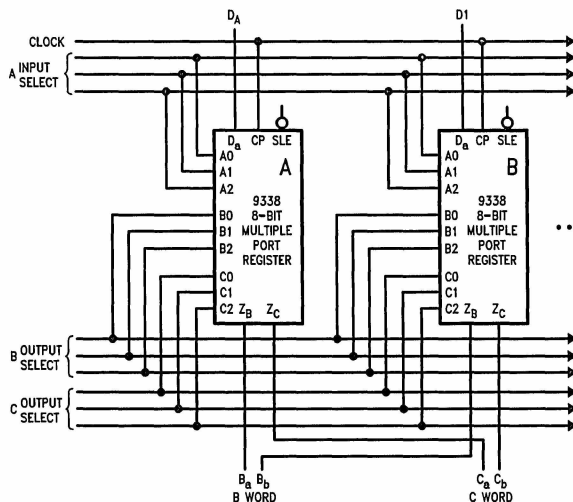 DA D1
CLOCK
A INPUT SELECT
Da CP SLE
A
A0
A1
A2
9338
8-BIT
MULTIPLE
PORT
REGISTER
B0
B1
B2
C0
C1
C2 ZB ZC
Da CP SLE
B
A0
A1
A2
9338
8-BIT
MULTIPLE
PORT
REGISTER
B0
B1
B2
C0
C1
C2 ZB ZC
B OUTPUT SELECT
C OUTPUT SELECT
Ba Bb
B WORD
Ca Cb
C WORD